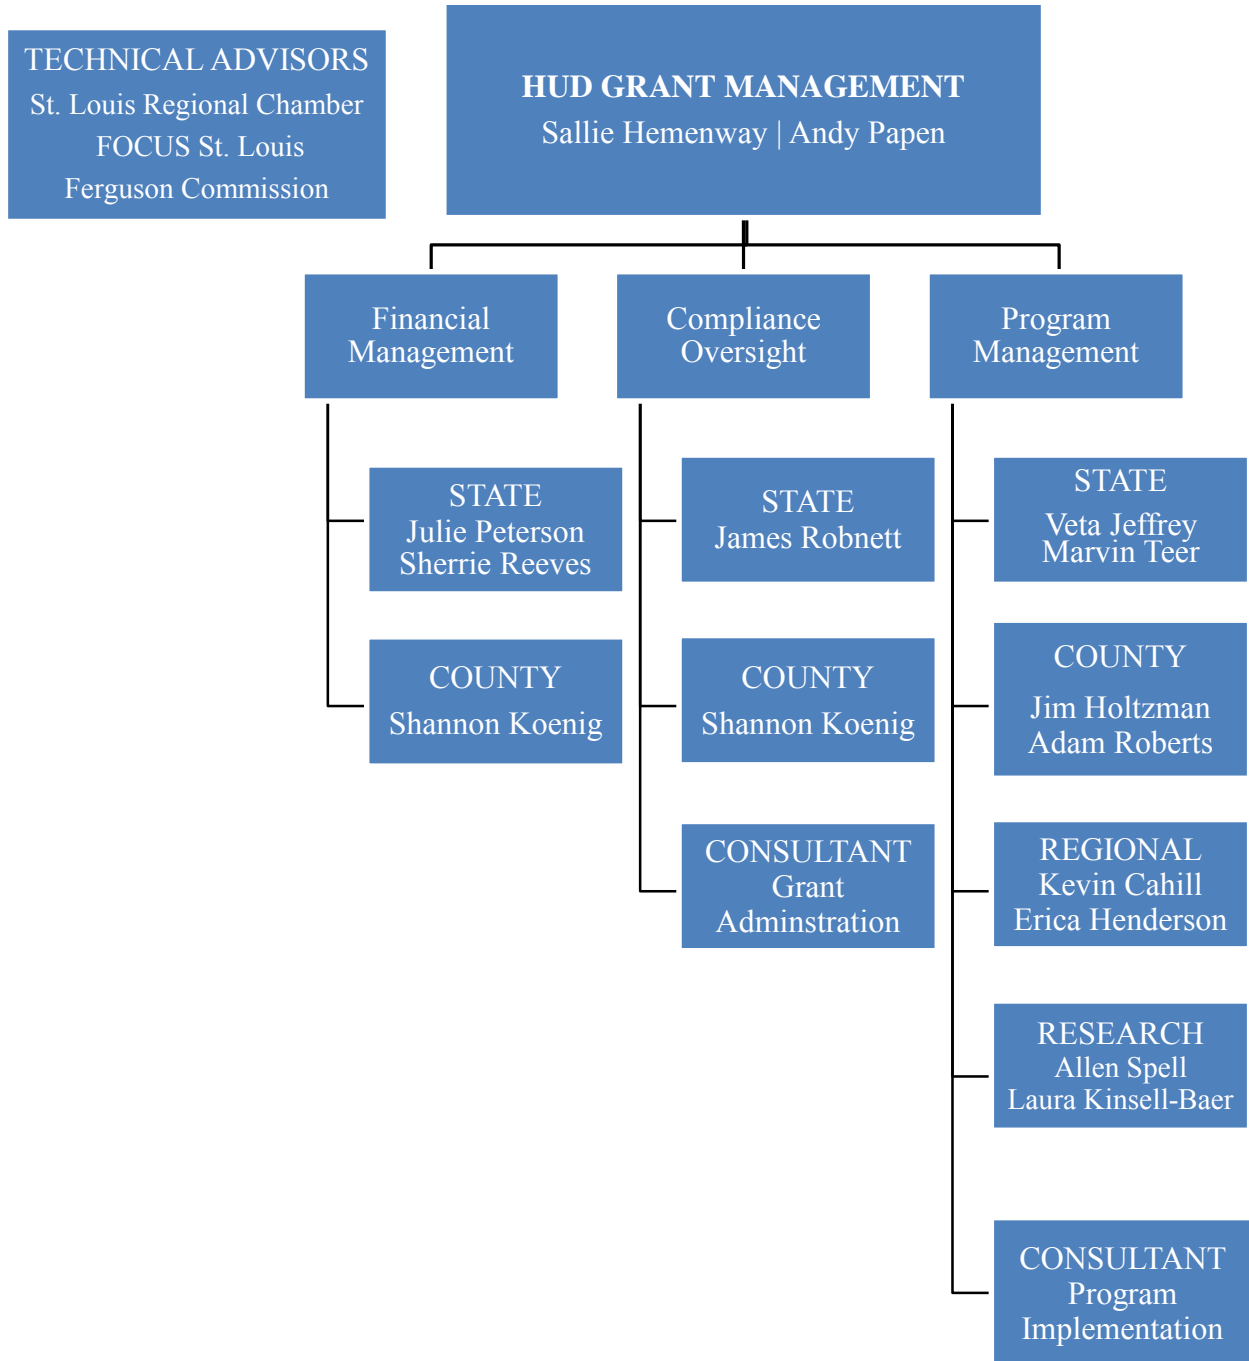 TECHNICAL ADVISORS
St. Louis Regional Chamber
FOCUS St. Louis
Ferguson Commission
HUD GRANT MANAGEMENT
Sallie Hemenway | Andy Papen
Financial
Management
Compliance
Oversight
Program
Management
STATE
Julie Peterson
Sherrie Reeves
COUNTY
Shannon Koenig
STATE
James Robnett
COUNTY
Shannon Koenig
CONSULTANT
Grant
Adminstration
STATE
Veta Jeffrey
Marvin Teer
COUNTY
Jim Holtzman
Adam Roberts
REGIONAL
Kevin Cahill
Erica Henderson
RESEARCH
Allen Spell
Laura Kinsell-Baer
CONSULTANT
Program
Implementation